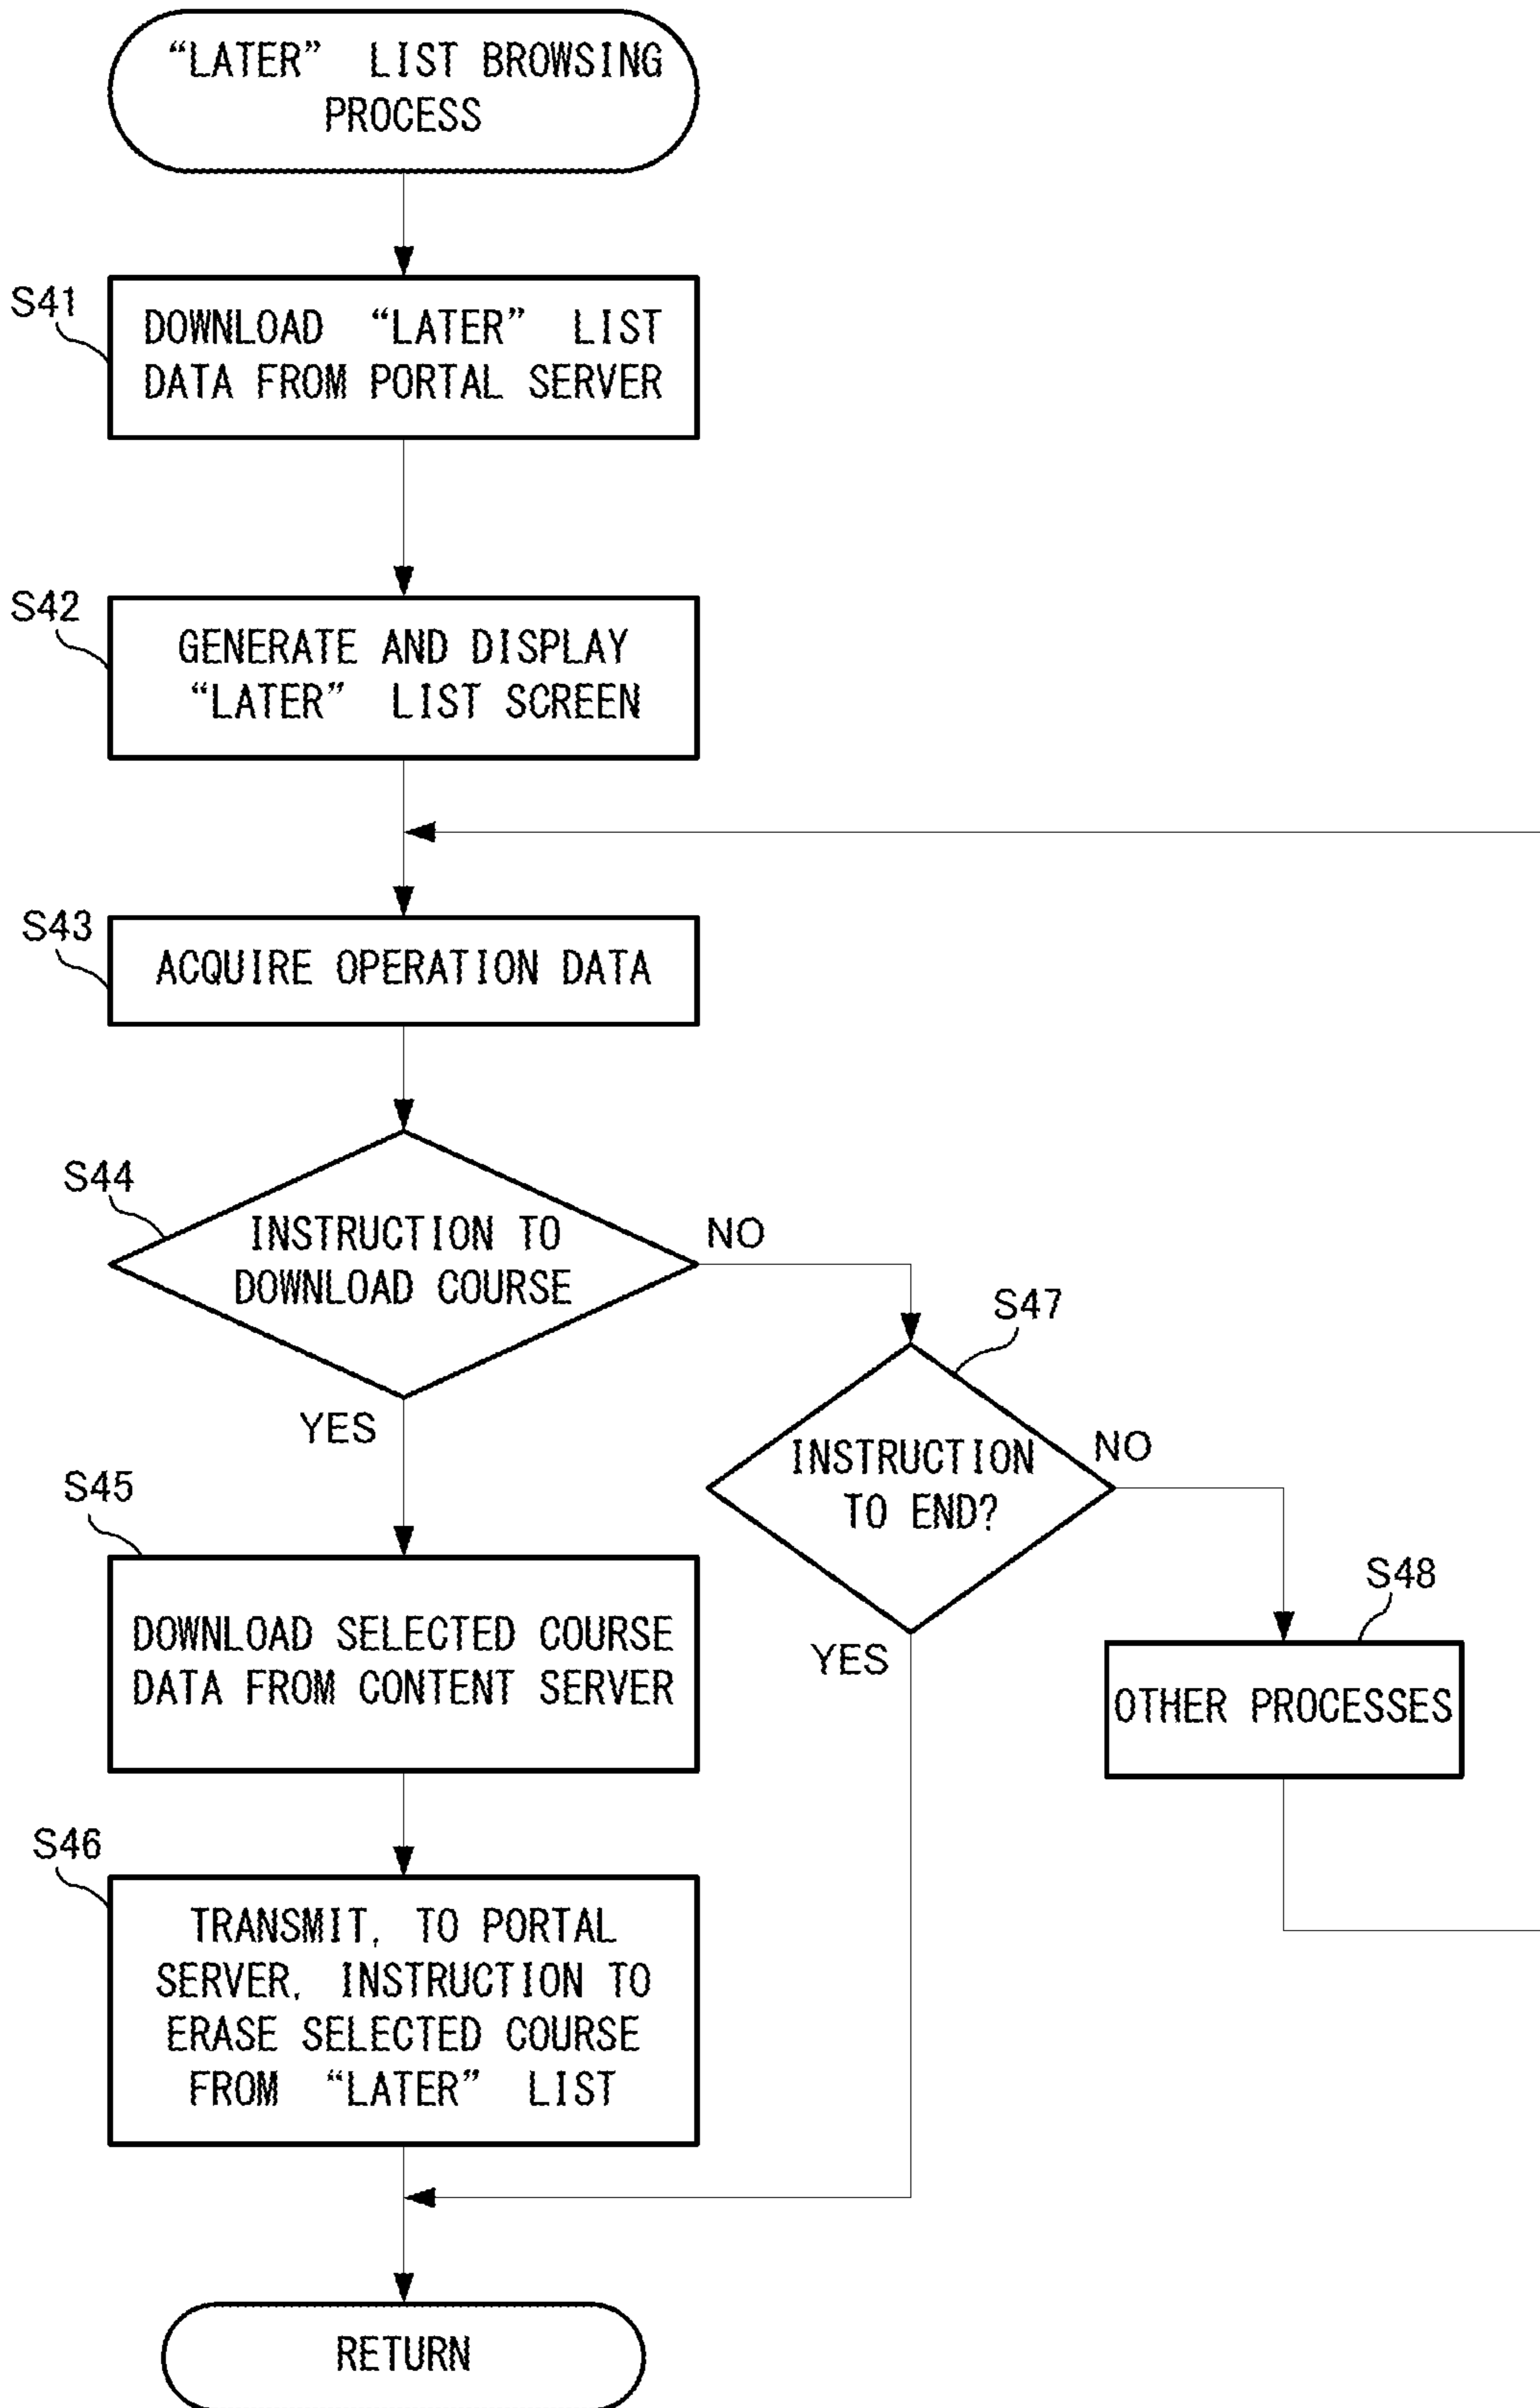 “LATER” LIST BROWSING
PROCESS
S41
DOWNLOAD “LATER” LIST
DATA FROM PORTAL SERVER
S42
GENERATE AND DISPLAY
“LATER” LIST SCREEN
S43
ACQUIRE OPERATION DATA
S44
INSTRUCTION TO
DOWNLOAD COURSE
NO
YES
S47
INSTRUCTION
TO END?
NO
YES
S45
DOWNLOAD SELECTED COURSE
DATA FROM CONTENT SERVER
S48
OTHER PROCESSES
S46
TRANSMIT, TO PORTAL
SERVER, INSTRUCTION TO
ERASE SELECTED COURSE
FROM “LATER” LIST
RETURN